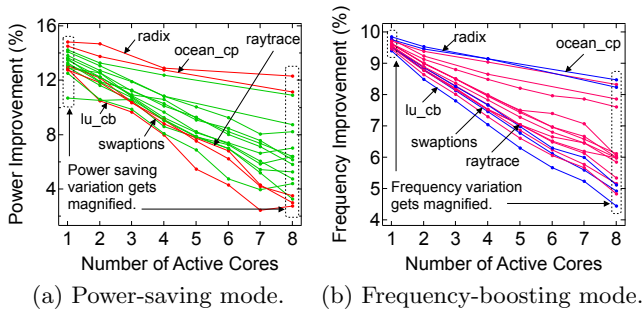 Power Improvement (%)
16
12
8
4
radix
ocean_cp
raytrace
lu_cb
swaptions
Power saving
variation gets
magnified.
1 2 3 4 5 6 7 8
Number of Active Cores
(a) Power-saving mode.
Frequency Improvement (%)
10
9
8
7
6
5
4
radix
ocean_cp
lu_cb
swaptions
raytrace
Frequency variation
gets magnified.
1 2 3 4 5 6 7 8
Number of Active Cores
(b) Frequency-boosting mode.